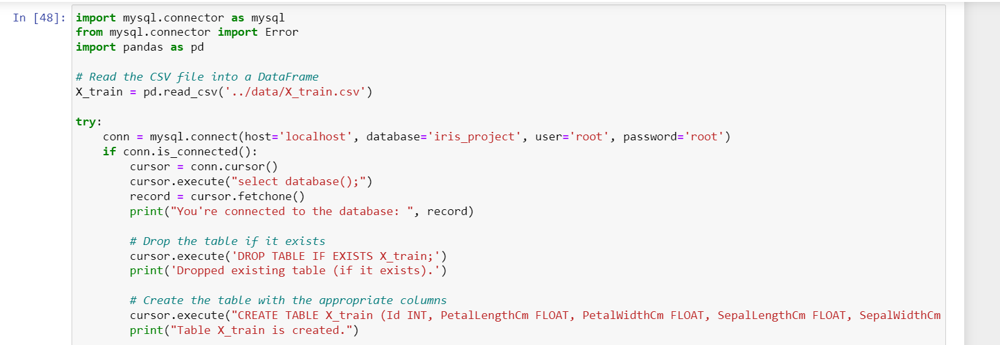 In [48]:
import mysql.connector as mysql
from mysql.connector import Error
import pandas as pd
# Read the CSV file into a DataFrame
X_train = pd.read_csv('../data/X_train.csv')
try:
    conn = mysql.connect(host='localhost', database='iris_project', user='root', password='root')
    if conn.is_connected():
        cursor = conn.cursor()
        cursor.execute("select database();")
        record = cursor.fetchone()
        print("You're connected to the database: ", record)
        # Drop the table if it exists
        cursor.execute('DROP TABLE IF EXISTS X_train;')
        print('Dropped existing table (if it exists).')
        # Create the table with the appropriate columns
        cursor.execute("CREATE TABLE X_train (Id INT, PetalLengthCm FLOAT, PetalWidthCm FLOAT, SepalLengthCm FLOAT, SepalWidthCm
        print("Table X_train is created.")